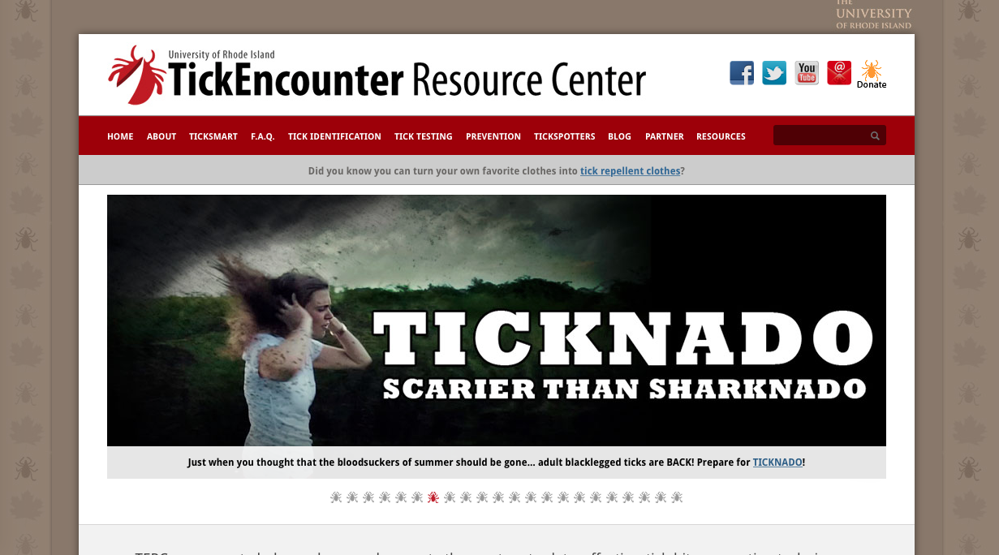 THE
UNIVERSITY
OF RHODE ISLAND
University of Rhode Island
TickEncounter Resource Center
You
Tube
@
Donate
HOME ABOUT TICKSMART F.A.Q. TICK IDENTIFICATION TICK TESTING PREVENTION TICKSPOTTERS BLOG PARTNER RESOURCES
Did you know you can turn your own favorite clothes into tick repellent clothes?
TICKNADO
SCARIER THAN SHARKNADO
Just when you thought that the bloodsuckers of summer should be gone... adult blacklegged ticks are BACK! Prepare for TICKNADO!